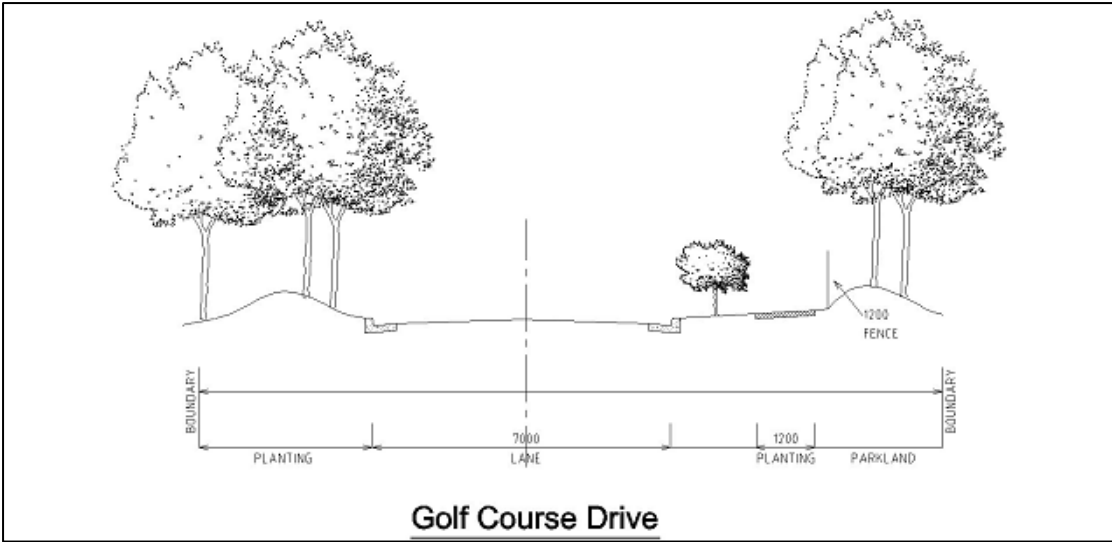 1200
FENCE
BOUNDARY
BOUNDARY
7000
1200
PLANTING
LANE
PLANTING
PARKLAND
Golf Course Drive